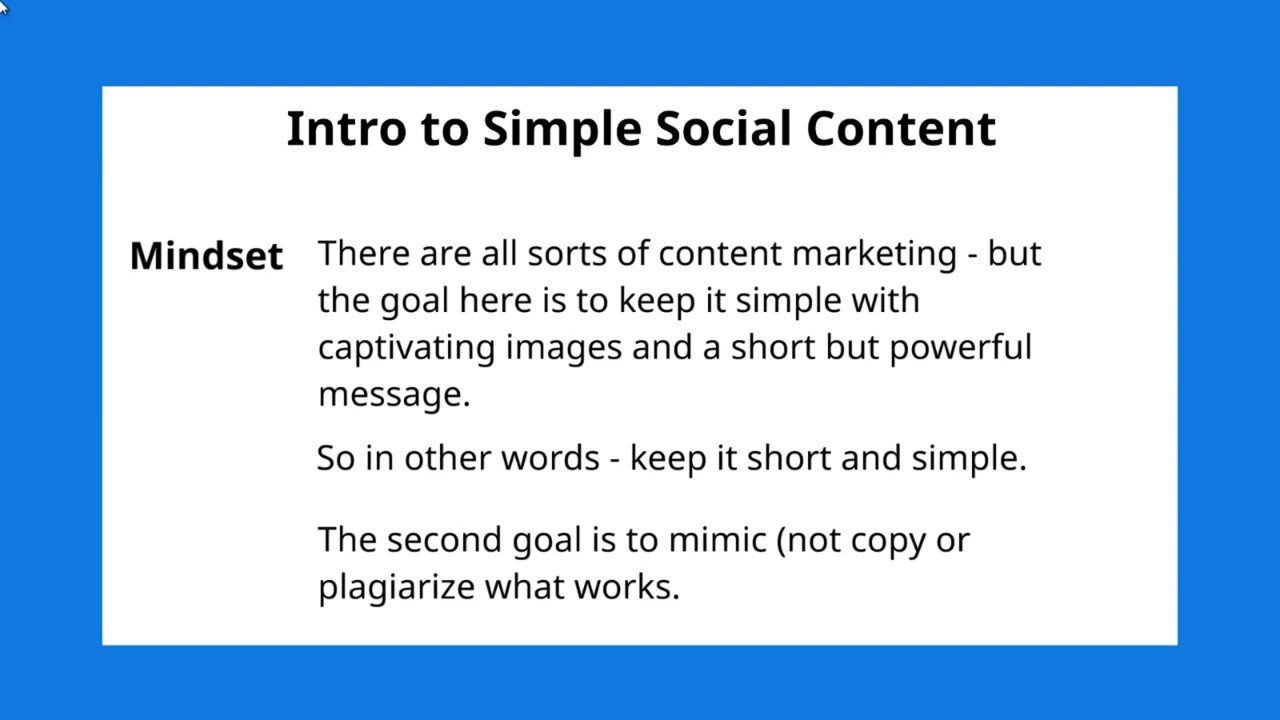 Intro to Simple Social Content
Mindset
There are all sorts of content marketing - but
the goal here is to keep it simple with
captivating images and a short but powerful
message.
So in other words - keep it short and simple.
The second goal is to mimic (not copy or
plagiarize what works.